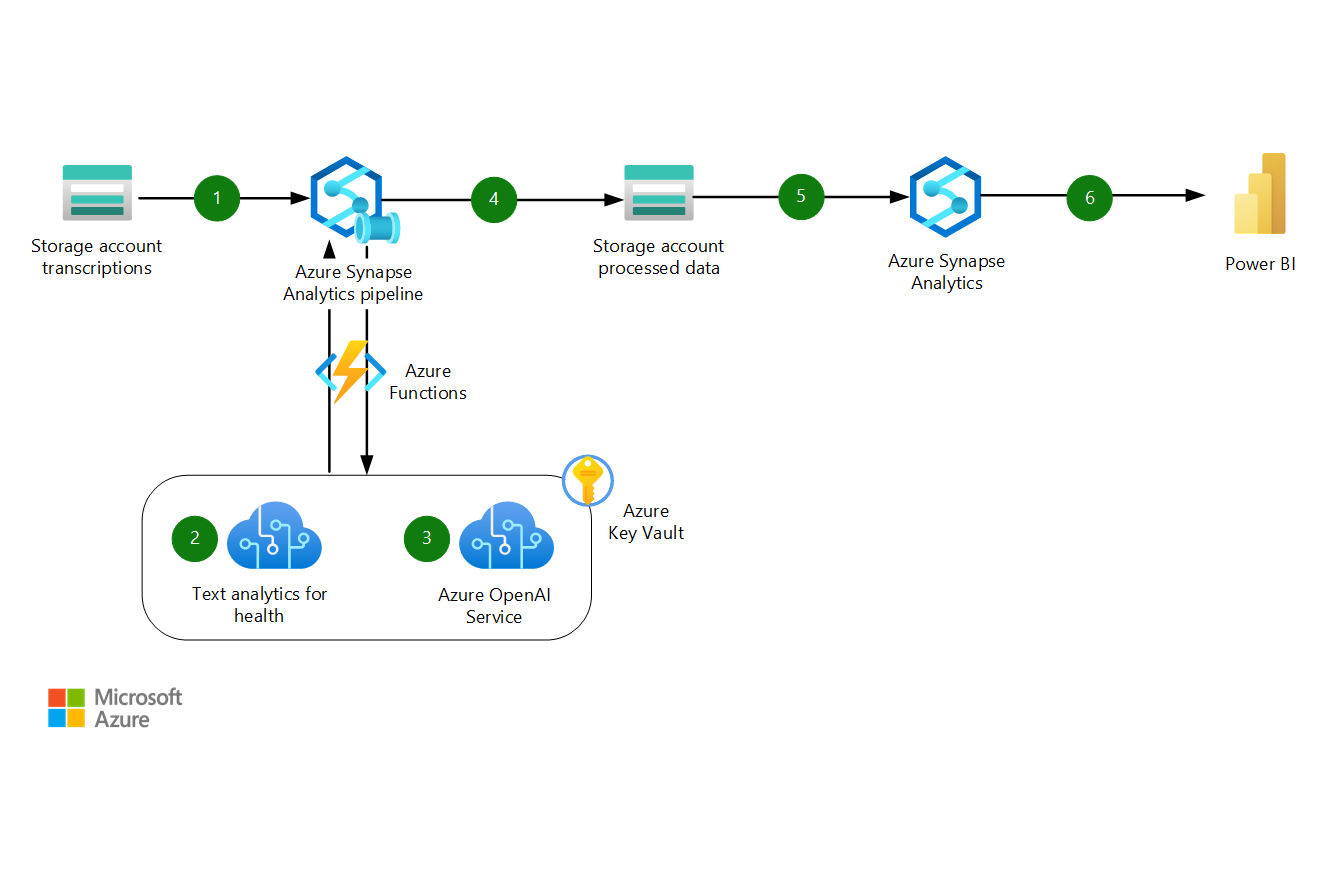 1
4
5
6
Storage account
transcriptions
Azure Synapse
Analytics pipeline
Storage account
processed data
Azure Synapse
Analytics
Power BI
Azure
Functions
Azure
Key Vault
2
3
Text analytics for
health
Azure OpenAI
Service
Microsoft
Azure